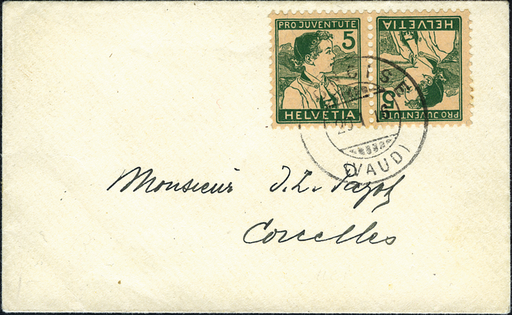 PRO JUVENTUTE 5
HELVETIA
HELVETIA
5
PRO JUVENTUTE
(VAUD)
Monsieur J. L.
Corcelles